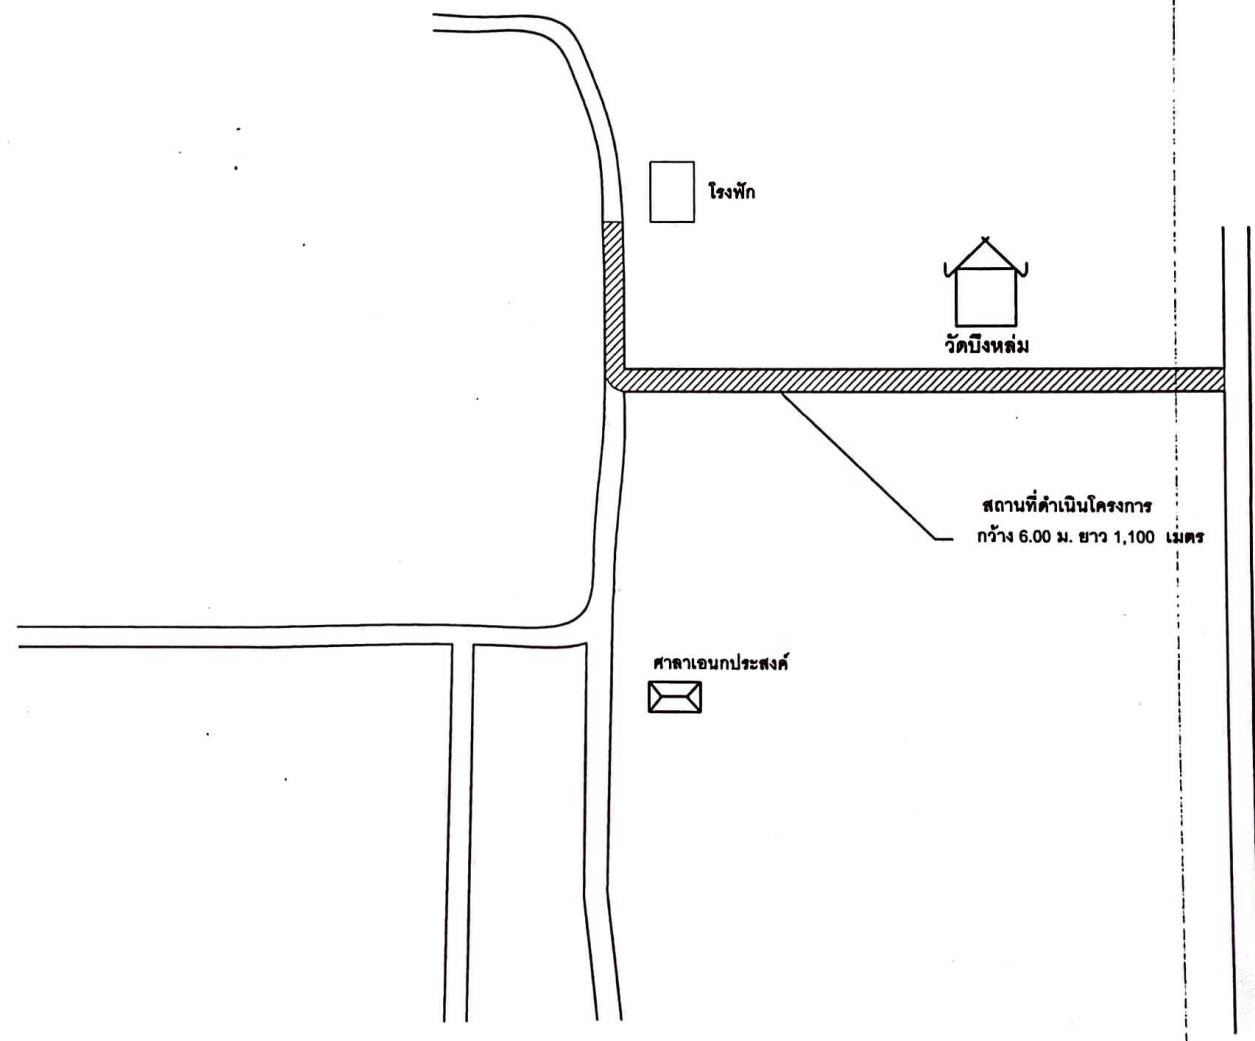 โรงฟัก
วัดบึงหล่ม
สถานที่ดำเนินโครงการ
กว้าง 6.00 ม. ยาว 1,100 เมตร
ศาลาเอนกประสงค์